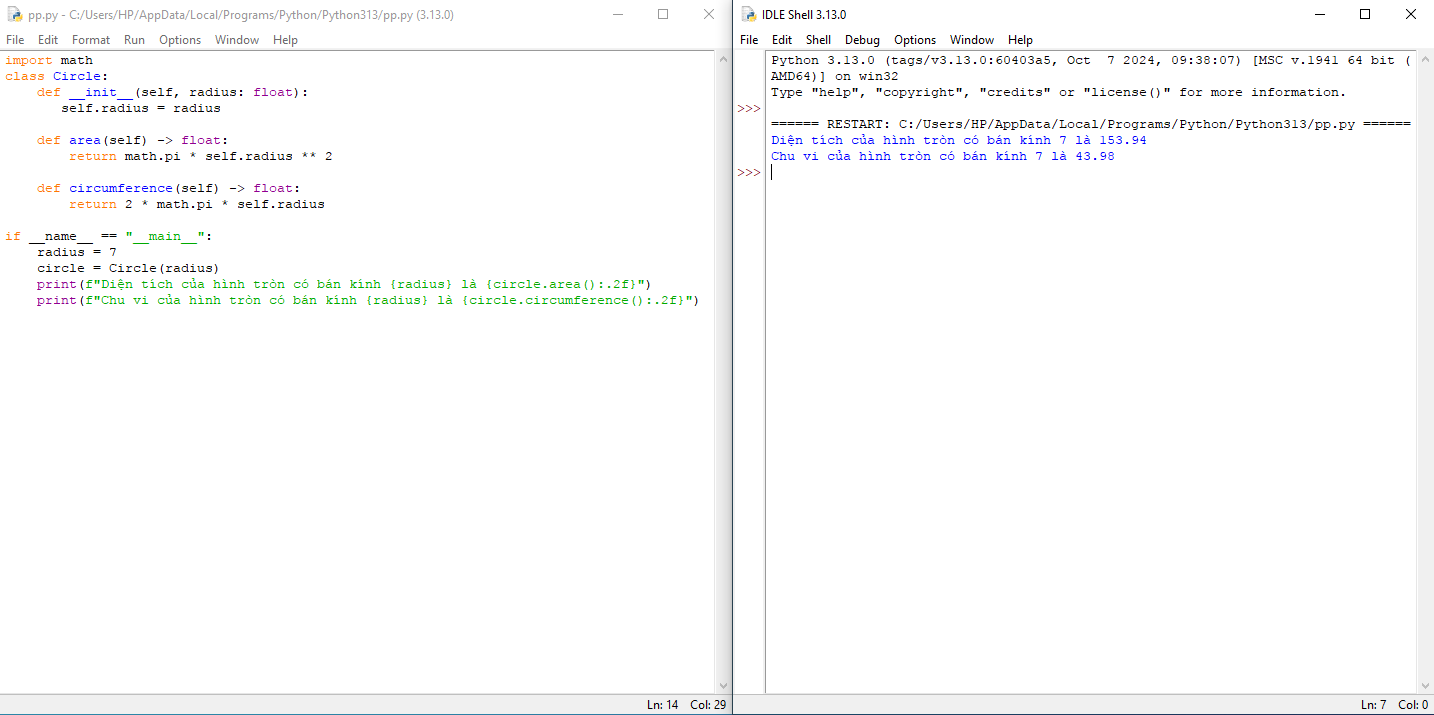 pp.py - C:/Users/HP/AppData/Local/Programs/Python/Python313/pp.py (3.13.0)
File Edit Format Run Options Window Help
import math
class Circle:
    def __init__(self, radius: float):
       self.radius = radius
    def area(self) -> float:
        return math.pi * self.radius ** 2
    def circumference(self) -> float:
        return 2 * math.pi * self.radius
if __name__ == "__main__":
    radius = 7
    circle = Circle(radius)
    print(f"Diện tích của hình tròn có bán kính {radius} là {circle.area():.2f}")
    print(f"Chu vi của hình tròn có bán kính {radius} là {circle.circumference():.2f}")
Ln: 14 Col: 29
IDLE Shell 3.13.0
File Edit Shell Debug Options Window Help
Python 3.13.0 (tags/v3.13.0:60403a5, Oct  7 2024, 09:38:07) [MSC v.1941 64 bit (
AMD64)] on win32
Type "help", "copyright", "credits" or "license()" for more information.
>>>
====== RESTART: C:/Users/HP/AppData/Local/Programs/Python/Python313/pp.py ======
Diện tích của hình tròn có bán kính 7 là 153.94
Chu vi của hình tròn có bán kính 7 là 43.98
>>>
Ln: 7 Col: 0